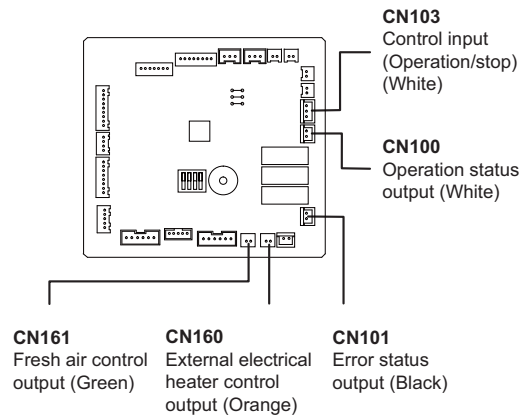 CN103
Control input
(Operation/stop)
(White)
CN100
Operation status
output (White)
CN161
Fresh air control
output (Green)
CN160
External electrical
heater control
output (Orange)
CN101
Error status
output (Black)